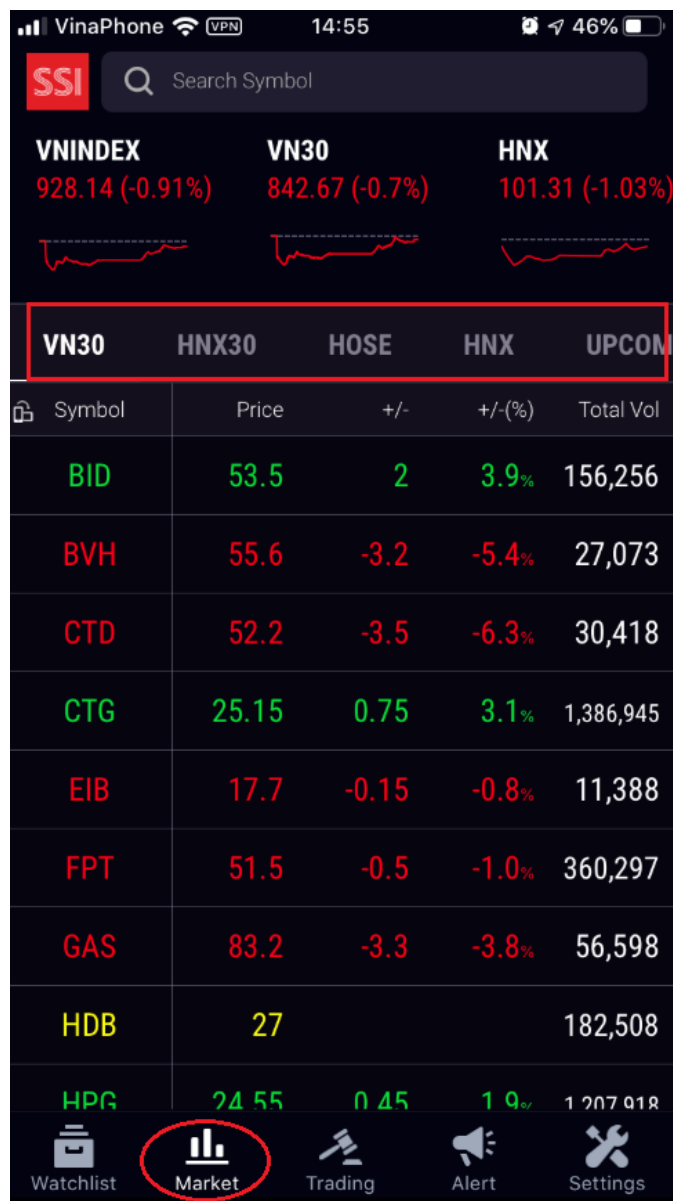 VinaPhone VPN 14:55 46%
SSI Search Symbol
VNINDEX VN30 HNX
928.14 (-0.91%) 842.67 (-0.7%) 101.31 (-1.03%)
VN30 HNX30 HOSE HNX UPCOM
Symbol Price +/- +/-(%) Total Vol
BID 53.5 2 3.9% 156,256
BVH 55.6 -3.2 -5.4% 27,073
CTD 52.2 -3.5 -6.3% 30,418
CTG 25.15 0.75 3.1% 1,386,945
EIB 17.7 -0.15 -0.8% 11,388
FPT 51.5 -0.5 -1.0% 360,297
GAS 83.2 -3.3 -3.8% 56,598
HDB 27 182,508
HPG 24.55 0.45 1.9% 1,207,918
Watchlist Market Trading Alert Settings